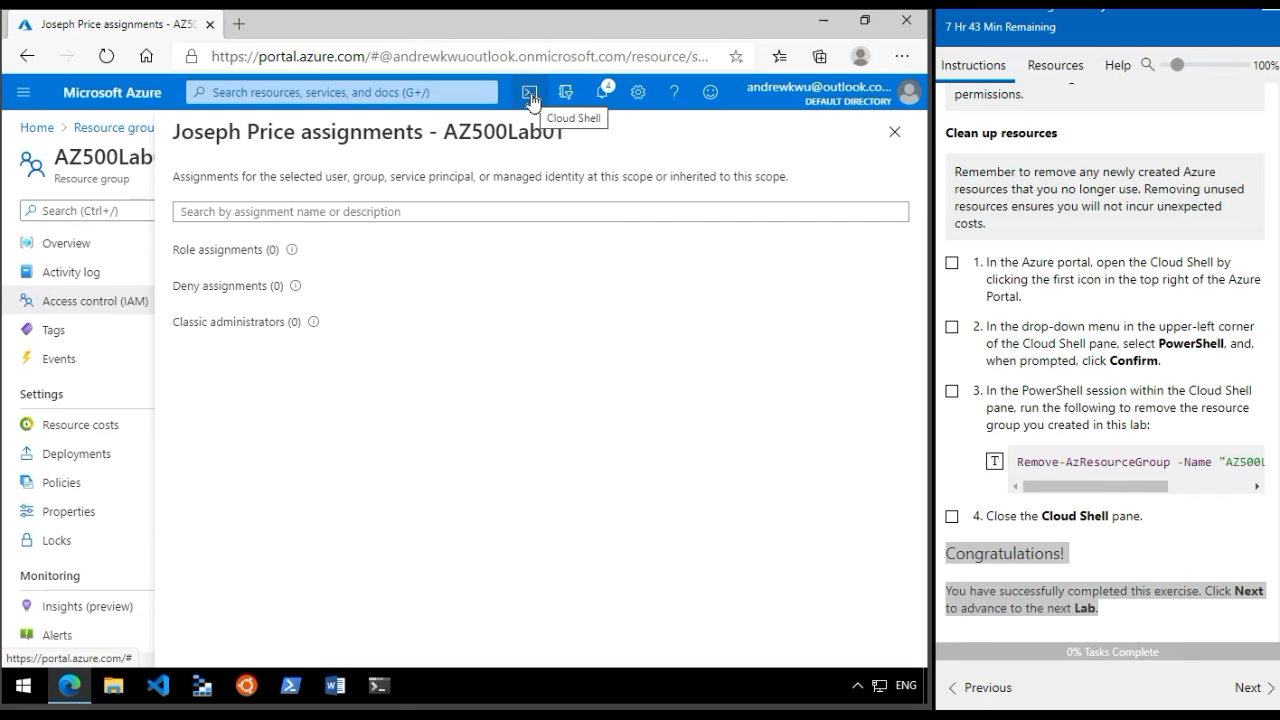 Joseph Price assignments - AZ50
https://portal.azure.com/#@andrewkwuoutlook.onmicrosoft.com/resource/s...
Microsoft Azure
Search resources, services, and docs (G+/)
4
andrewkwu@outlook.co...
DEFAULT DIRECTORY
Cloud Shell
Home > Resource grou
AZ500Lab0
Resource group
Search (Ctrl+/)
Overview
Activity log
Access control (IAM)
Tags
Events
Settings
Resource costs
Deployments
Policies
Properties
Locks
Monitoring
Insights (preview)
Alerts
https://portal.azure.com/#
Joseph Price assignments - AZ500Lab01
Assignments for the selected user, group, service principal, or managed identity at this scope or inherited to this scope.
Search by assignment name or description
Role assignments (0)
Deny assignments (0)
Classic administrators (0)
ENG
7 Hr 43 Min Remaining
Instructions Resources Help 100%
permissions.
Clean up resources
Remember to remove any newly created Azure
resources that you no longer use. Removing unused
resources ensures you will not incur unexpected
costs.
1. In the Azure portal, open the Cloud Shell by
clicking the first icon in the top right of the Azure
Portal.
2. In the drop-down menu in the upper-left corner
of the Cloud Shell pane, select PowerShell, and,
when prompted, click Confirm.
3. In the PowerShell session within the Cloud Shell
pane, run the following to remove the resource
group you created in this lab:
T Remove-AzResourceGroup -Name "AZ500L
4. Close the Cloud Shell pane.
Congratulations!
You have successfully completed this exercise. Click Next
to advance to the next Lab.
0% Tasks Complete
Previous Next